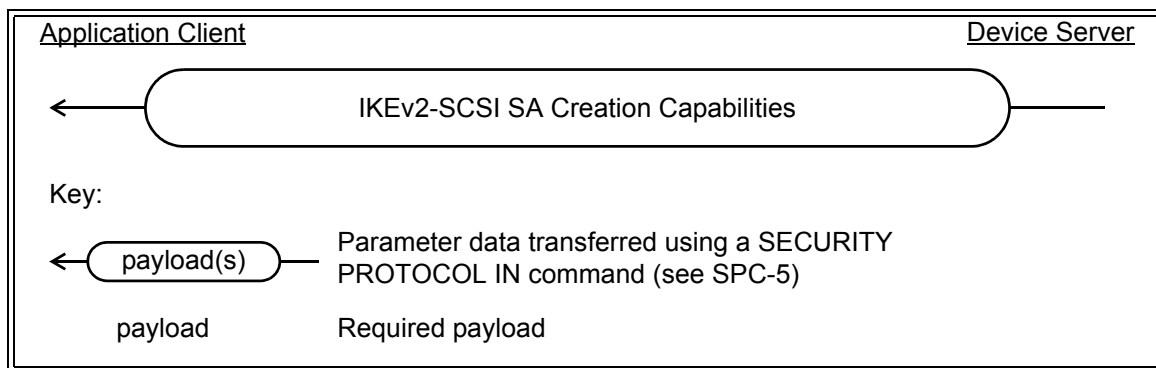 Application Client
Device Server
IKEv2-SCSI SA Creation Capabilities
Key:
payload(s)
Parameter data transferred using a SECURITY
PROTOCOL IN command (see SPC-5)
payload
Required payload